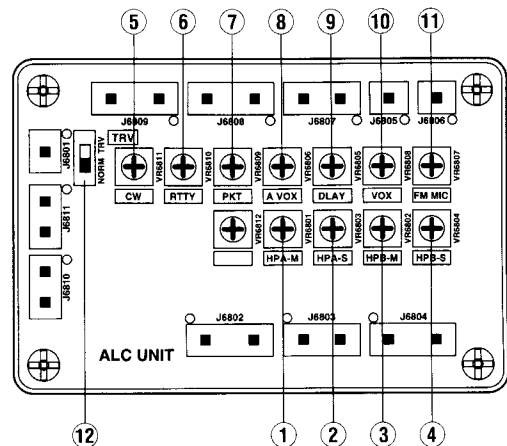 5 6 7 8 9 10 11
J6809 J6808 J6807 J6805 J6806
J6801
NORM TRV
TRV
VR6811 VR6810 VR6809 VR6806 VR6805 VR6808 VR6807
CW RTTY PKT A VOX DLAY VOX FM MIC
J6811
VR6812 VR6801 VR6803 VR6802 VR6804
HPA-M HPA-S HPB-M HPB-S
J6810
J6802 J6803 J6804
ALC UNIT
12 1 2 3 4